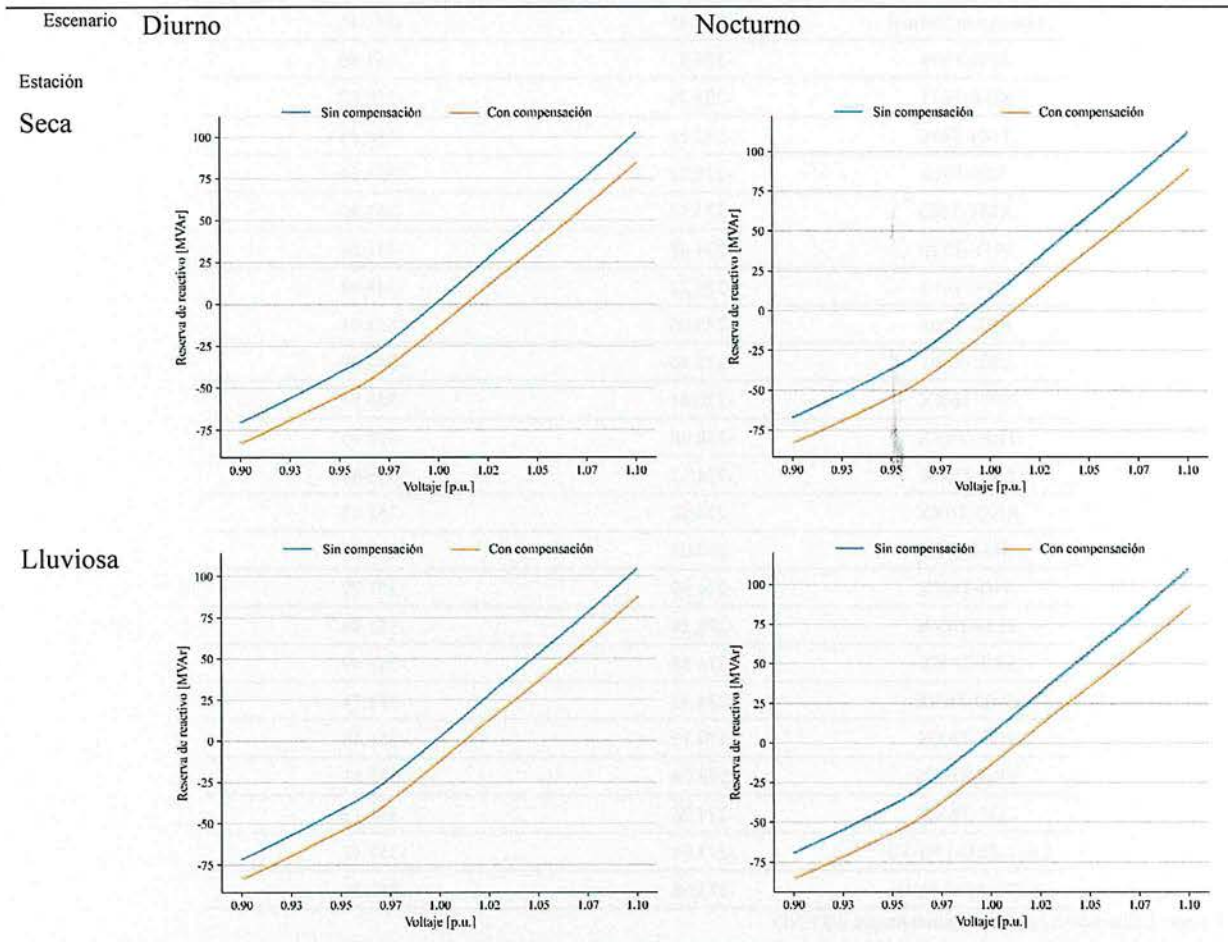 Escenario Diurno Nocturno
Estación
Seca
Sin compensación Con compensación
Reserva de reactivo [MVAr]
100
75
50
25
0
-25
-50
-75
0.90 0.93 0.95 0.97 1.00 1.02 1.05 1.07 1.10
Voltaje [p.u.]
Sin compensación Con compensación
Reserva de reactivo [MVAr]
100
75
50
25
0
-25
-50
-75
0.90 0.93 0.95 0.97 1.00 1.02 1.05 1.07 1.10
Voltaje [p.u.]
Lluviosa
Sin compensación Con compensación
Reserva de reactivo [MVAr]
100
75
50
25
0
-25
-50
-75
0.90 0.93 0.95 0.97 1.00 1.02 1.05 1.07 1.10
Voltaje [p.u.]
Sin compensación Con compensación
Reserva de reactivo [MVAr]
100
75
50
25
0
-25
-50
-75
0.90 0.93 0.95 0.97 1.00 1.02 1.05 1.07 1.10
Voltaje [p.u.]